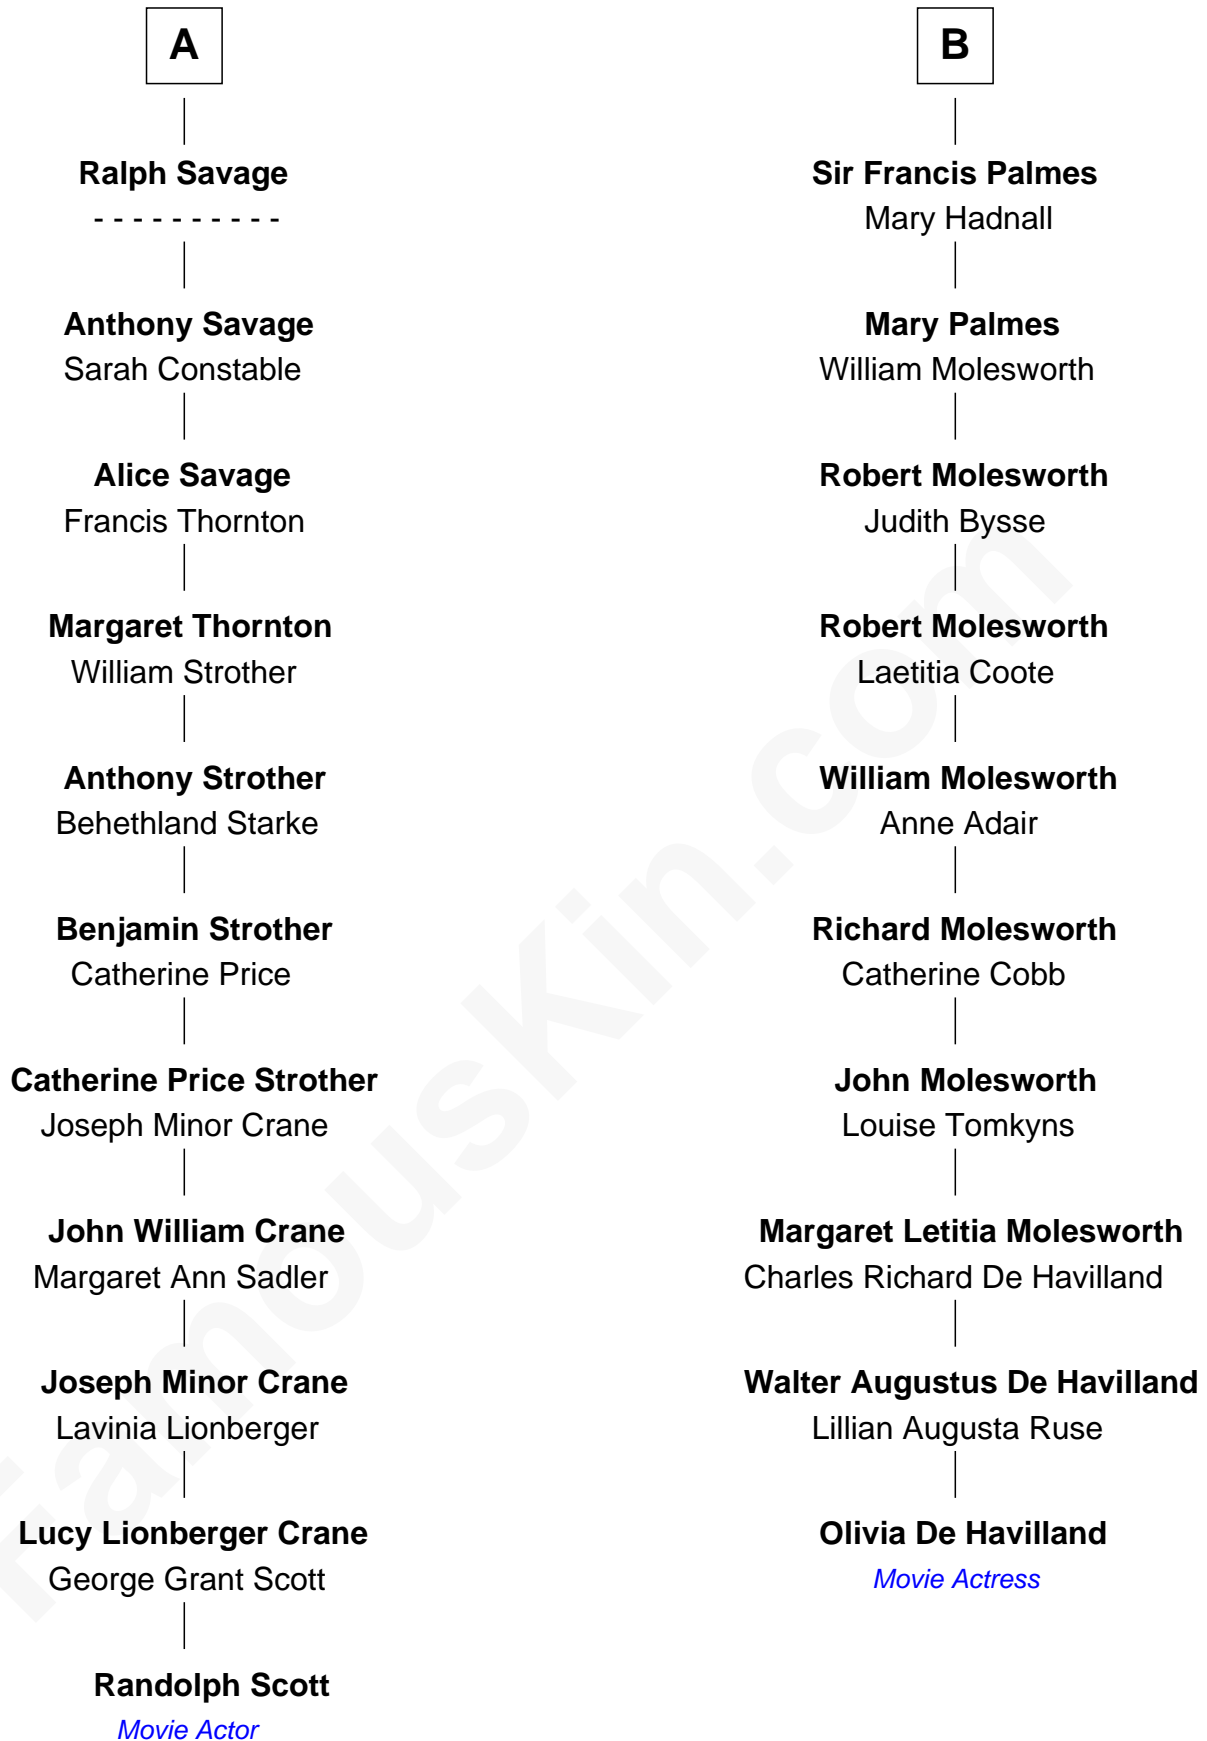 A
Ralph Savage
- - - - - - - - - -
Anthony Savage
Sarah Constable
Alice Savage
Francis Thornton
Margaret Thornton
William Strother
Anthony Strother
Behethland Starke
Benjamin Strother
Catherine Price
Catherine Price Strother
Joseph Minor Crane
John William Crane
Margaret Ann Sadler
Joseph Minor Crane
Lavinia Lionberger
Lucy Lionberger Crane
George Grant Scott
Randolph Scott
Movie Actor
B
Sir Francis Palmes
Mary Hadnall
Mary Palmes
William Molesworth
Robert Molesworth
Judith Bysse
Robert Molesworth
Laetitia Coote
William Molesworth
Anne Adair
Richard Molesworth
Catherine Cobb
John Molesworth
Louise Tomkyns
Margaret Letitia Molesworth
Charles Richard De Havilland
Walter Augustus De Havilland
Lillian Augusta Ruse
Olivia De Havilland
Movie Actress
FamousKin.com